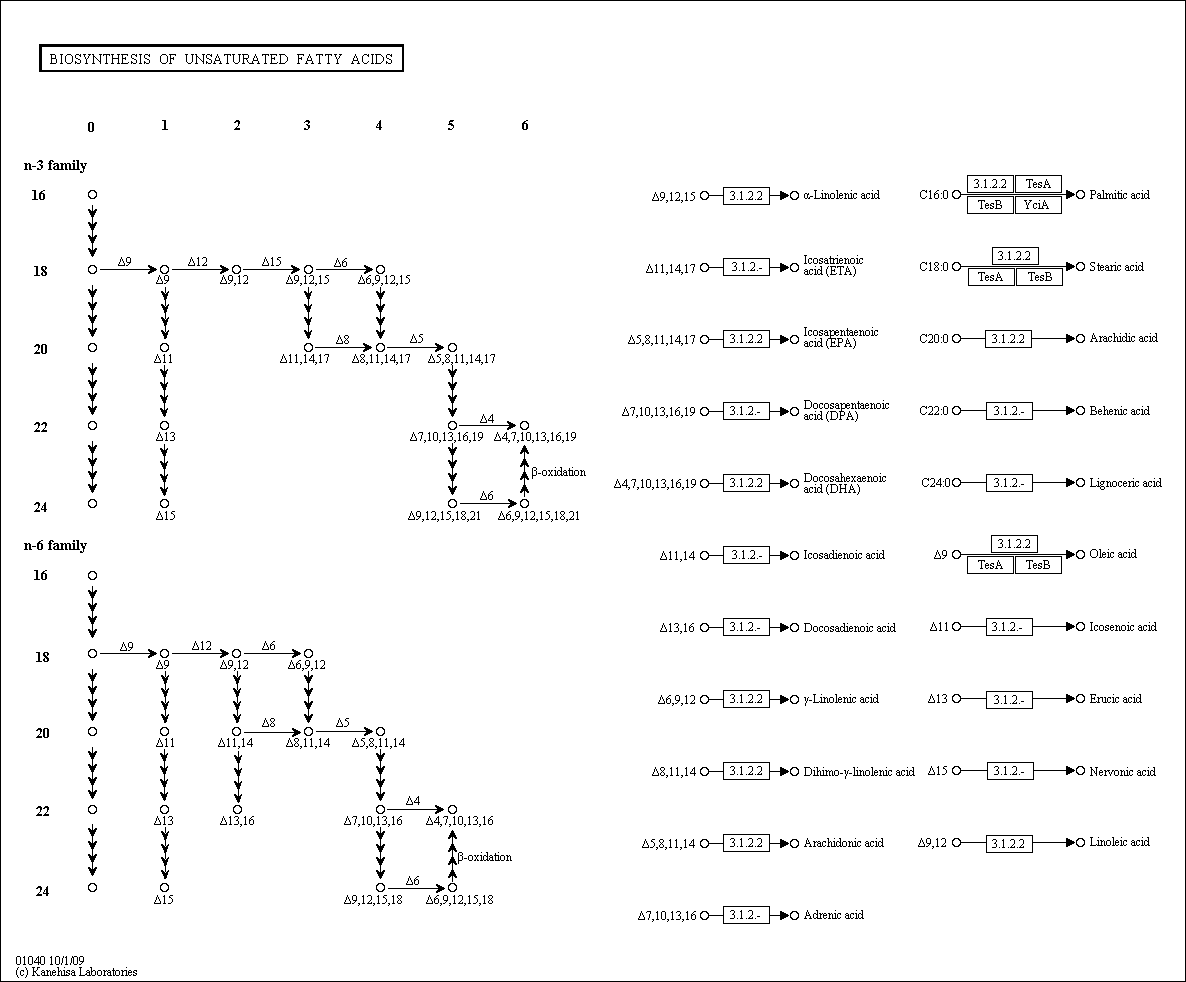 BIOSYNTHESIS OF UNSATURATED FATTY ACIDS
0 1 2 3 4 5 6
n-3 family
16
18
Δ9 Δ12 Δ15 Δ6
Δ9 Δ9,12 Δ9,12,15 Δ6,9,12,15
20
Δ8 Δ5
Δ11 Δ11,14,17 Δ8,11,14,17 Δ5,8,11,14,17
22
Δ4
Δ13 Δ7,10,13,16,19 Δ4,7,10,13,16,19
β-oxidation
24
Δ6
Δ15 Δ9,12,15,18,21 Δ6,9,12,15,18,21
n-6 family
16
18
Δ9 Δ12 Δ6
Δ9 Δ9,12 Δ6,9,12
20
Δ8 Δ5
Δ11 Δ11,14 Δ8,11,14 Δ5,8,11,14
22
Δ4
Δ13 Δ13,16 Δ7,10,13,16 Δ4,7,10,13,16
β-oxidation
24
Δ6
Δ15 Δ9,12,15,18 Δ6,9,12,15,18
Δ9,12,15 3.1.2.2 α-Linolenic acid
Δ11,14,17 3.1.2.- Icosatrienoic
acid (ETA)
Δ5,8,11,14,17 3.1.2.2 Icosapentaenoic
acid (EPA)
Δ7,10,13,16,19 3.1.2.- Docosapentaenoic
acid (DPA)
Δ4,7,10,13,16,19 3.1.2.2 Docosahexaenoic
acid (DHA)
Δ11,14 3.1.2.- Icosadienoic acid
Δ13,16 3.1.2.- Docosadienoic acid
Δ6,9,12 3.1.2.2 γ-Linolenic acid
Δ8,11,14 3.1.2.2 Dihimo-γ-linolenic acid
Δ5,8,11,14 3.1.2.2 Arachidonic acid
Δ7,10,13,16 3.1.2.- Adrenic acid
3.1.2.2 TesA
C16:0 Palmitic acid
TesB YciA
3.1.2.2
C18:0 Stearic acid
TesA TesB
C20:0 3.1.2.2 Arachidic acid
C22:0 3.1.2.- Behenic acid
C24:0 3.1.2.- Lignoceric acid
3.1.2.2
Δ9 Oleic acid
TesA TesB
Δ11 3.1.2.- Icosenoic acid
Δ13 3.1.2.- Erucic acid
Δ15 3.1.2.- Nervonic acid
Δ9,12 3.1.2.2 Linoleic acid
01040 10/1/09
(c) Kanehisa Laboratories